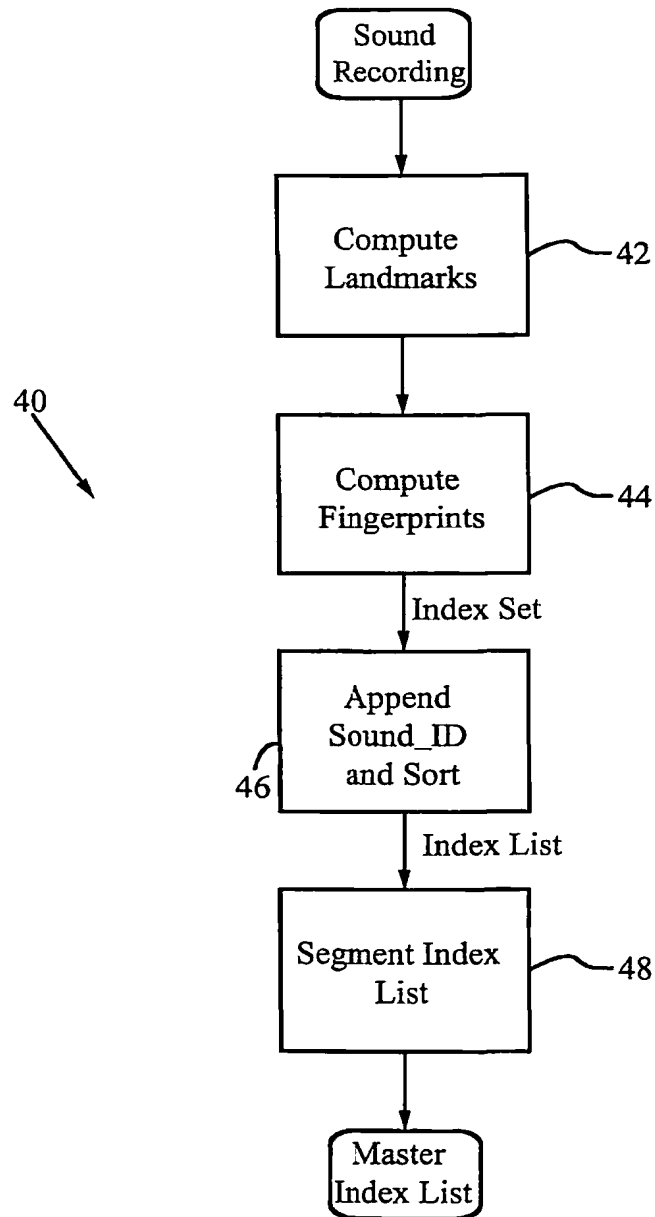 Sound
Recording
Compute
Landmarks
42
40
Compute
Fingerprints
44
Index Set
Append
Sound_ID
and Sort
46
Index List
Segment Index
List
48
Master
Index List